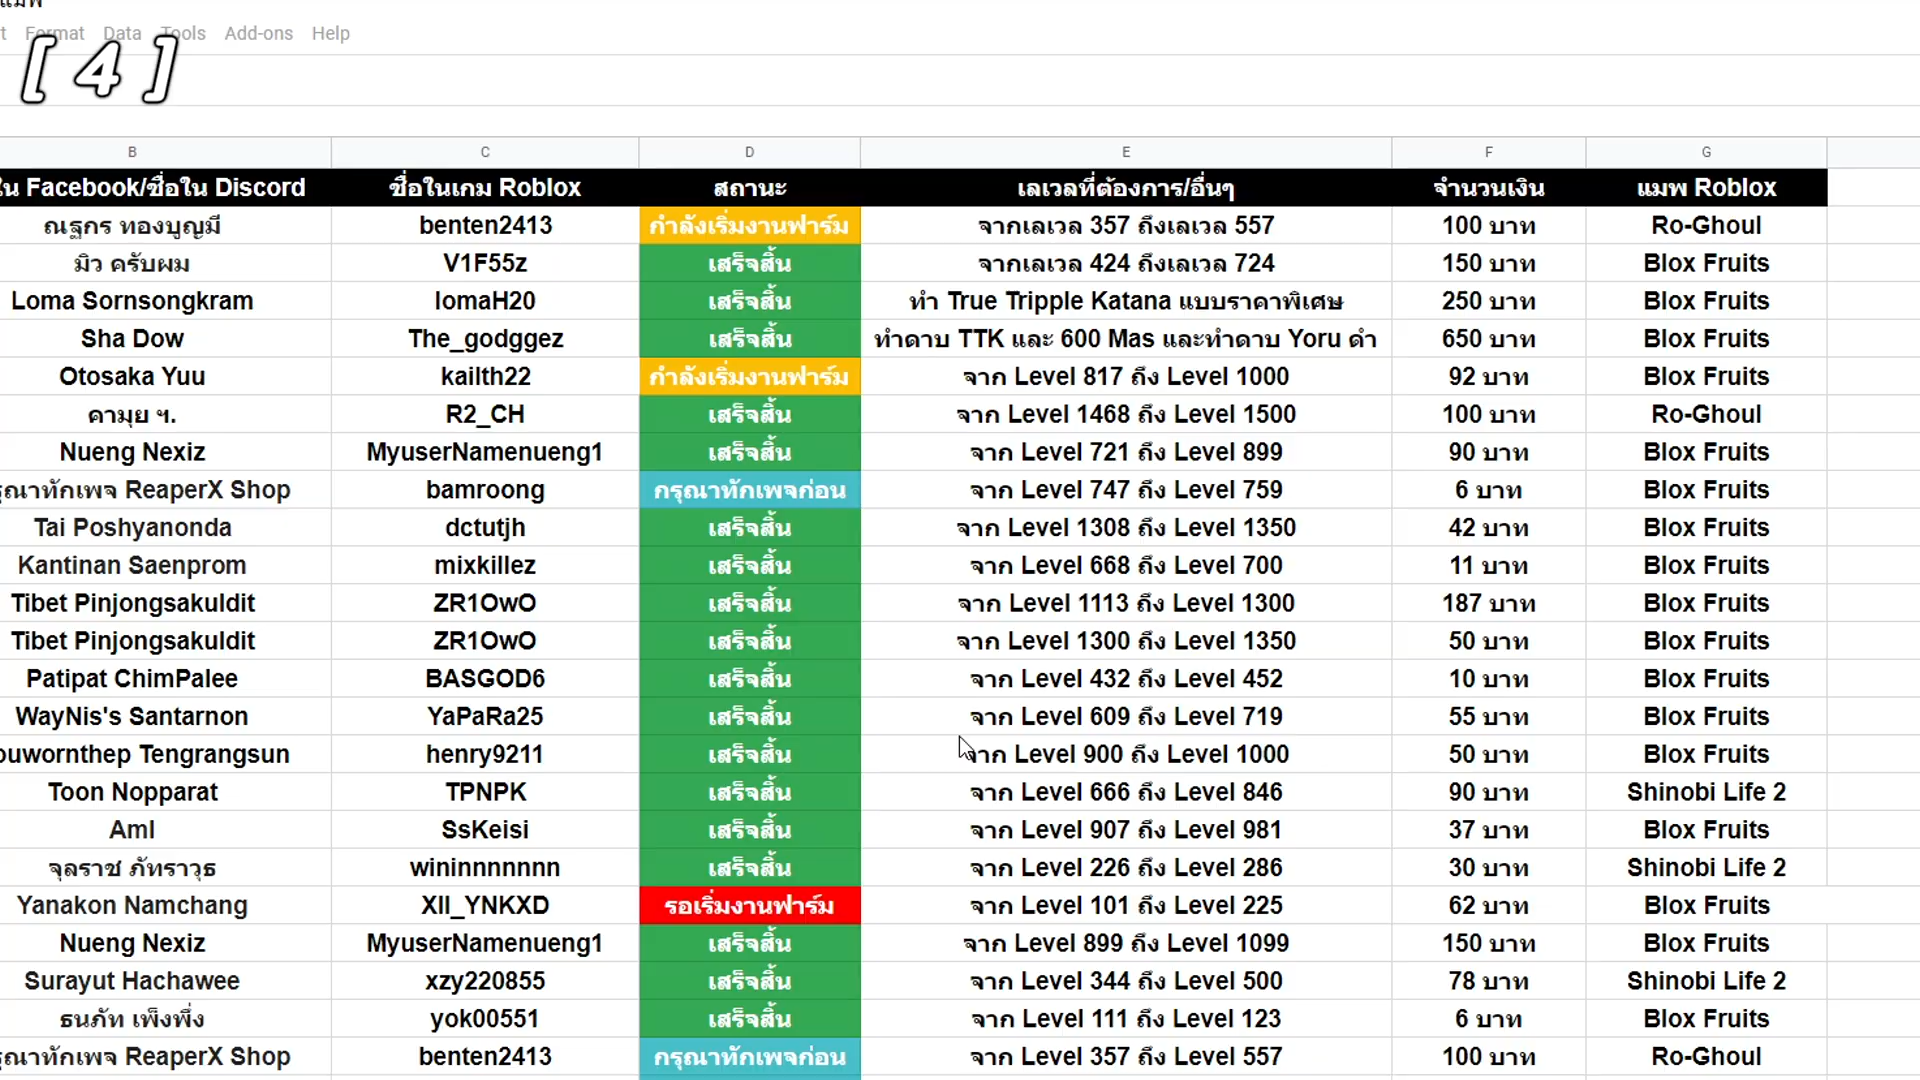 Format Data Tools Add-ons Help
[ 4 ]
B C D E F G
ใน Facebook/ชื่อใน Discord ชื่อในเกม Roblox สถานะ เลเวลที่ต้องการ/อื่นๆ จำนวนเงิน แมพ Roblox
ณฐกร ทองบูญมี benten2413 กำลังเริ่มงานฟาร์ม จากเลเวล 357 ถึงเลเวล 557 100 บาท Ro-Ghoul
มิว ครับผม V1F55z เสร็จสิ้น จากเลเวล 424 ถึงเลเวล 724 150 บาท Blox Fruits
Loma Sornsongkram lomaH20 เสร็จสิ้น ทำ True Tripple Katana แบบราคาพิเศษ 250 บาท Blox Fruits
Sha Dow The_godggez เสร็จสิ้น ทำดาบ TTK และ 600 Mas และทำดาบ Yoru ดำ 650 บาท Blox Fruits
Otosaka Yuu kailth22 กำลังเริ่มงานฟาร์ม จาก Level 817 ถึง Level 1000 92 บาท Blox Fruits
คามุย ฯ. R2_CH เสร็จสิ้น จาก Level 1468 ถึง Level 1500 100 บาท Ro-Ghoul
Nueng Nexiz MyuserNamenueng1 เสร็จสิ้น จาก Level 721 ถึง Level 899 90 บาท Blox Fruits
รุณาทักเพจ ReaperX Shop bamroong กรุณาทักเพจก่อน จาก Level 747 ถึง Level 759 6 บาท Blox Fruits
Tai Poshyanonda dctutjh เสร็จสิ้น จาก Level 1308 ถึง Level 1350 42 บาท Blox Fruits
Kantinan Saenprom mixkillez เสร็จสิ้น จาก Level 668 ถึง Level 700 11 บาท Blox Fruits
Tibet Pinjongsakuldit ZR1OwO เสร็จสิ้น จาก Level 1113 ถึง Level 1300 187 บาท Blox Fruits
Tibet Pinjongsakuldit ZR1OwO เสร็จสิ้น จาก Level 1300 ถึง Level 1350 50 บาท Blox Fruits
Patipat ChimPalee BASGOD6 เสร็จสิ้น จาก Level 432 ถึง Level 452 10 บาท Blox Fruits
WayNis's Santarnon YaPaRa25 เสร็จสิ้น จาก Level 609 ถึง Level 719 55 บาท Blox Fruits
ouwornthep Tengrangsun henry9211 เสร็จสิ้น จาก Level 900 ถึง Level 1000 50 บาท Blox Fruits
Toon Nopparat TPNPK เสร็จสิ้น จาก Level 666 ถึง Level 846 90 บาท Shinobi Life 2
Aml SsKeisi เสร็จสิ้น จาก Level 907 ถึง Level 981 37 บาท Blox Fruits
จุลราช ภัทราวุธ wininnnnnnn เสร็จสิ้น จาก Level 226 ถึง Level 286 30 บาท Shinobi Life 2
Yanakon Namchang XII_YNKXD รอเริ่มงานฟาร์ม จาก Level 101 ถึง Level 225 62 บาท Blox Fruits
Nueng Nexiz MyuserNamenueng1 เสร็จสิ้น จาก Level 899 ถึง Level 1099 150 บาท Blox Fruits
Surayut Hachawee xzy220855 เสร็จสิ้น จาก Level 344 ถึง Level 500 78 บาท Shinobi Life 2
ธนภัท เพ็งพึ่ง yok00551 เสร็จสิ้น จาก Level 111 ถึง Level 123 6 บาท Blox Fruits
รุณาทักเพจ ReaperX Shop benten2413 กรุณาทักเพจก่อน จาก Level 357 ถึง Level 557 100 บาท Ro-Ghoul